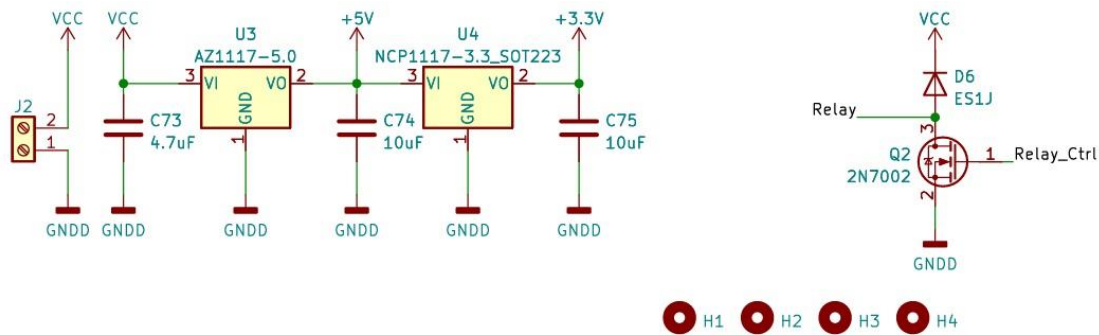 VCC
VCC
+5V
+3.3V
VCC
U3
AZ1117-5.0
U4
NCP1117-3.3_SOT223
3 VI VO 2
GND
1
3 VI VO 2
GND
1
J2
2
1
C73
4.7uF
C74
10uF
C75
10uF
GNDD
GNDD
GNDD
GNDD
GNDD
GNDD
D6
ES1J
Relay
3
Q2
2N7002
1
Relay_Ctrl
2
GNDD
H1
H2
H3
H4